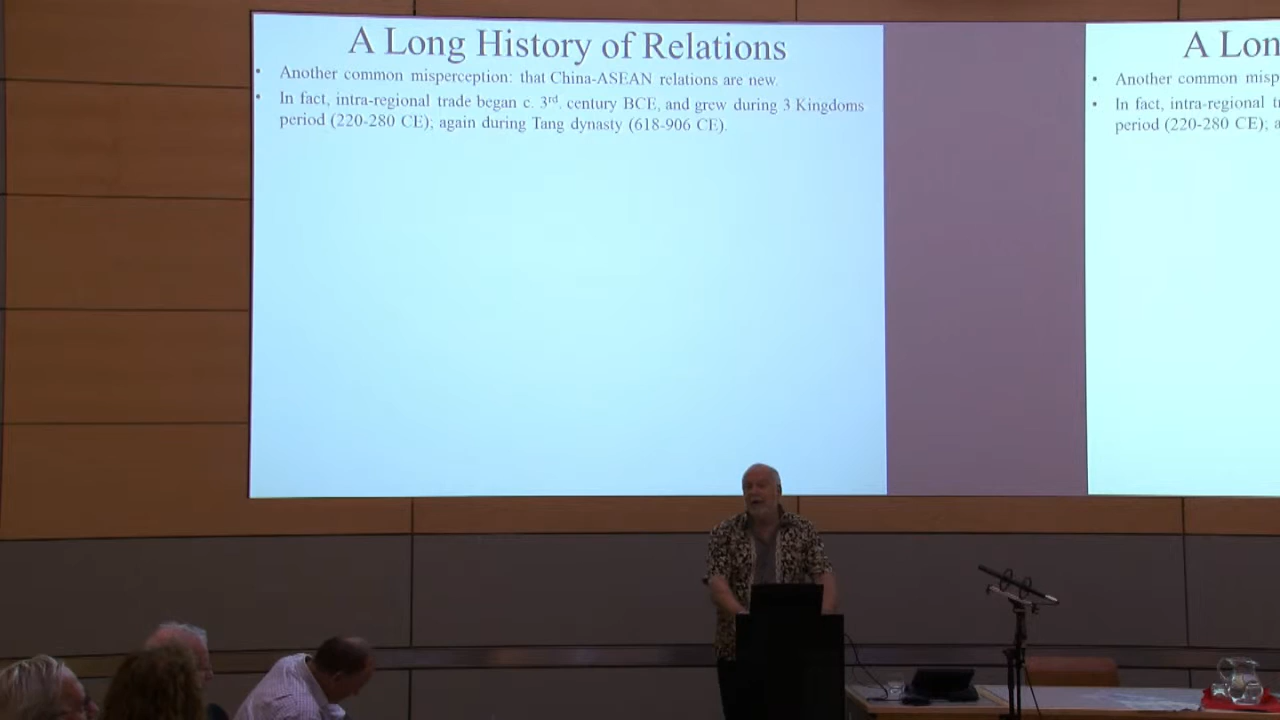 A Long History of Relations
• Another common misperception: that China-ASEAN relations are new.
• In fact, intra-regional trade began c. 3rd. century BCE, and grew during 3 Kingdoms
period (220-280 CE); again during Tang dynasty (618-906 CE).
A Lon
• Another common misp
• In fact, intra-regional t
period (220-280 CE); a